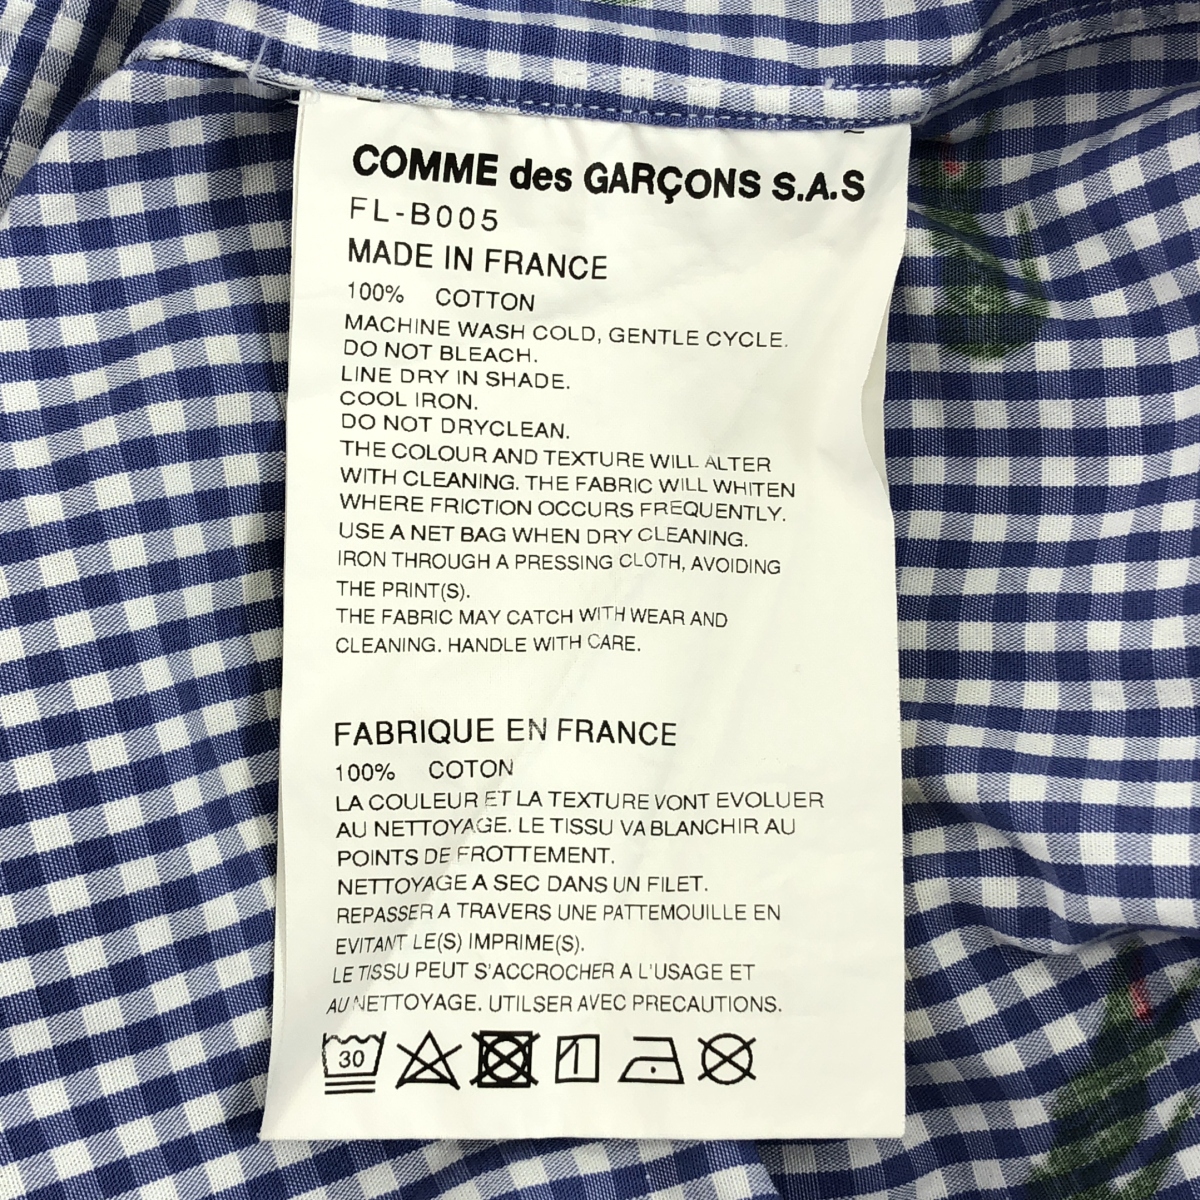 COMME des GARÇONS S.A.S
FL-B005
MADE IN FRANCE
100% COTTON
MACHINE WASH COLD, GENTLE CYCLE.
DO NOT BLEACH.
LINE DRY IN SHADE.
COOL IRON.
DO NOT DRYCLEAN.
THE COLOUR AND TEXTURE WILL ALTER
WITH CLEANING. THE FABRIC WILL WHITEN
WHERE FRICTION OCCURS FREQUENTLY.
USE A NET BAG WHEN DRY CLEANING.
IRON THROUGH A PRESSING CLOTH, AVOIDING
THE PRINT(S).
THE FABRIC MAY CATCH WITH WEAR AND
CLEANING. HANDLE WITH CARE.
FABRIQUE EN FRANCE
100% COTON
LA COULEUR ET LA TEXTURE VONT EVOLUER
AU NETTOYAGE. LE TISSU VA BLANCHIR AU
POINTS DE FROTTEMENT.
NETTOYAGE A SEC DANS UN FILET.
REPASSER A TRAVERS UNE PATTEMOUILLE EN
EVITANT LE(S) IMPRIME(S).
LE TISSU PEUT S'ACCROCHER A L'USAGE ET
AU NETTOYAGE. UTILSER AVEC PRECAUTIONS.
30